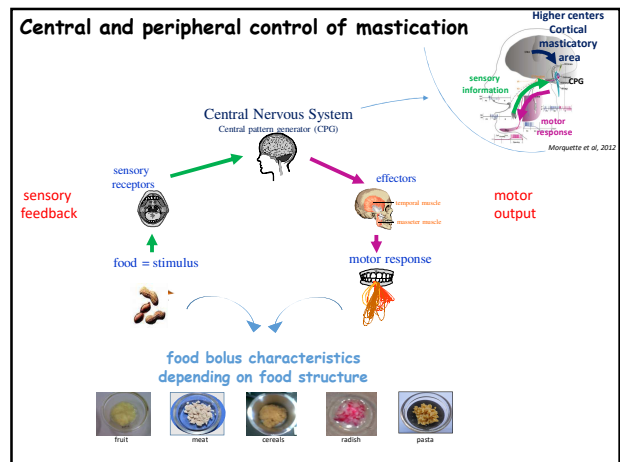 Central and peripheral control of mastication
Higher centers
Cortical
masticatory
area
sensory
information
CPG
motor
response
Morquette et al, 2012
Central Nervous System
Central pattern generator (CPG)
sensory
receptors
effectors
temporal muscle
masseter muscle
sensory
feedback
motor
output
food = stimulus
motor response
food bolus characteristics
depending on food structure
fruit
meat
cereals
radish
pasta